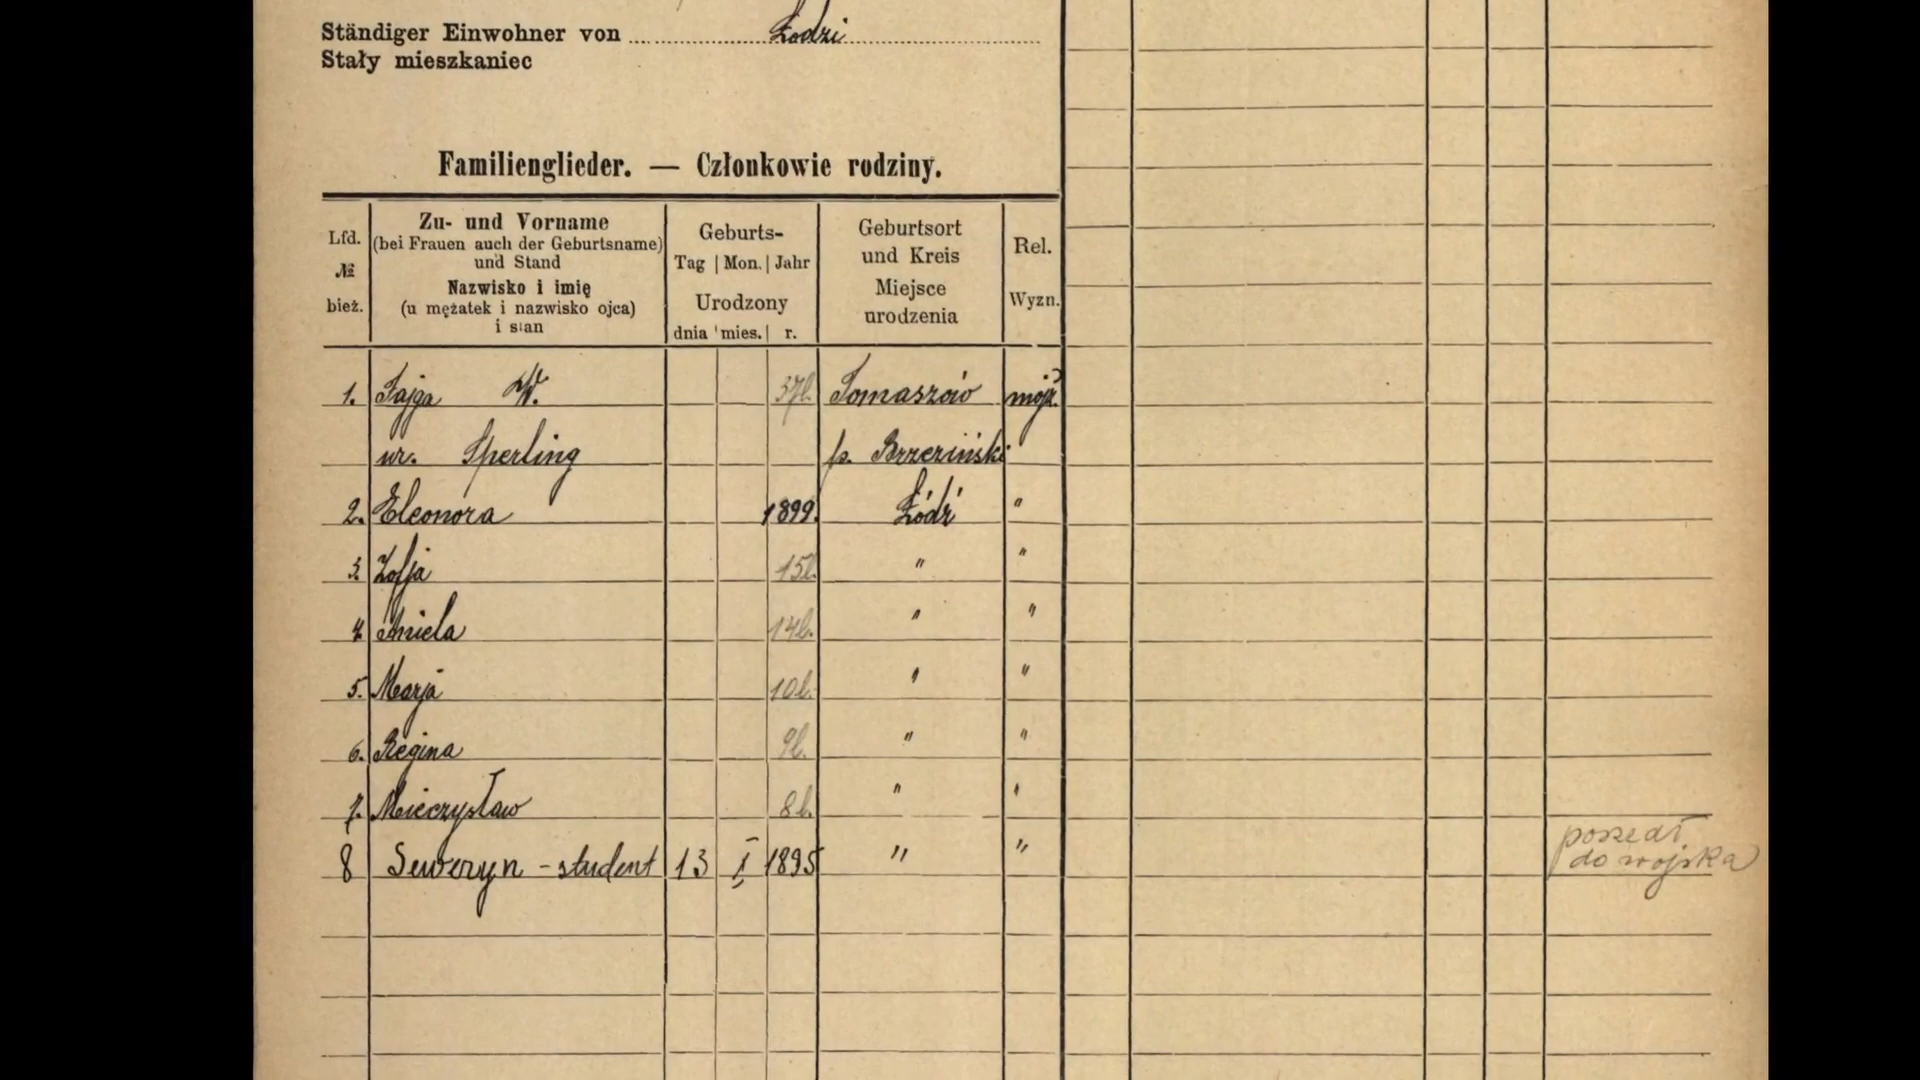 Ständiger Einwohner von Łodzi
Stały mieszkaniec
Familienglieder. — Członkowie rodziny.
Lfd.
№
bież.
Zu- und Vorname
(bei Frauen auch der Geburtsname)
und Stand
Nazwisko i imię
(u mężatek i nazwisko ojca)
i stan
Geburts-
Tag | Mon. | Jahr
Urodzony
dnia mies. r.
Geburtsort
und Kreis
Miejsce
urodzenia
Rel.
Wyzn.
1. Fajga W. 37l. Tomaszów mojż.
ur. Sperling p. Brzeziński
2. Eleonora 1899. Łódź "
3. Zofja 15l. " "
4. Aniela 14l. " "
5. Marja 10l. " "
6. Regina 9l. " "
7. Mieczysław 8l. " "
8 Seweryn - student 13 I 1895 " " poszedł
do wojska